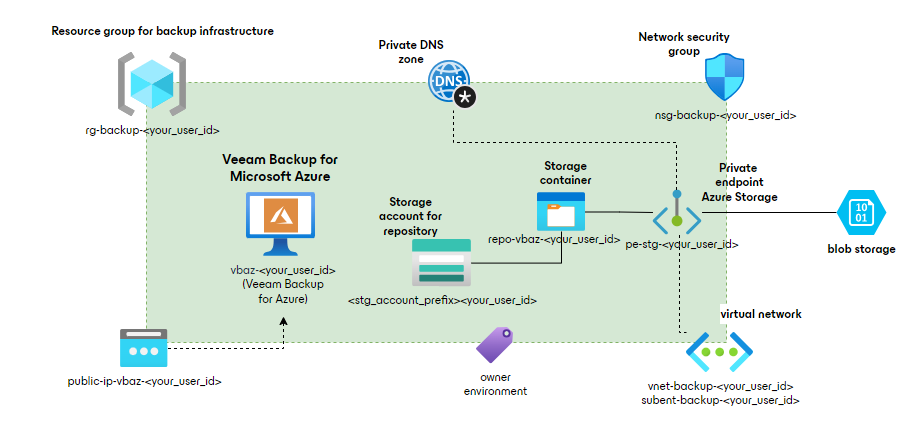 Resource group for backup infrastructure
Private DNS
zone
Network security
group
DNS
*
rg-backup-<your_user_id>
nsg-backup-<your_user_id>
Veeam Backup for
Microsoft Azure
Storage
container
Private
endpoint
Azure Storage
Storage
account for
repository
10
01
repo-vbaz-<your_user_id>
pe-stg-<your_user_id>
blob storage
vbaz-<your_user_id>
(Veeam Backup
for Azure)
<stg_account_prefix><your_user_id>
virtual network
public-ip-vbaz-<your_user_id>
owner
environment
vnet-backup-<your_user_id>
subent-backup-<your_user_id>